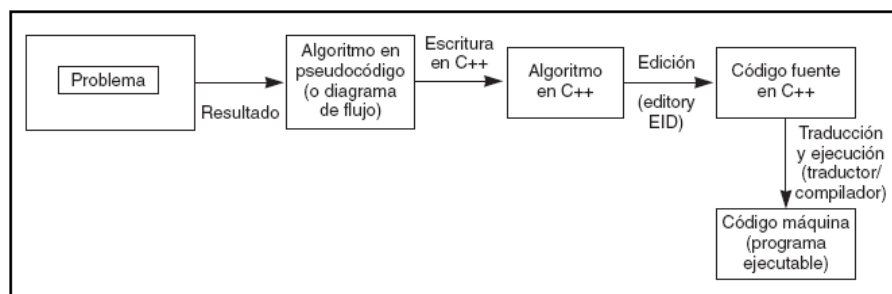 Problema
Resultado
Algoritmo en
pseudocódigo
(o diagrama
de flujo)
Escritura
en C++
Algoritmo
en C++
Edición
(editory
EID)
Código fuente
en C++
Traducción
y ejecución
(traductor/
compilador)
Código máquina
(programa
ejecutable)